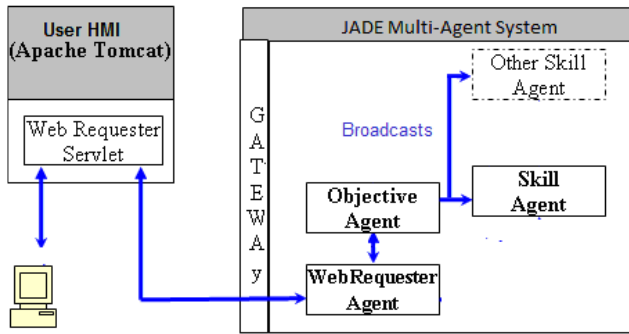 User HMI
(Apache Tomcat)
Web Requester
Servlet
JADE Multi-Agent System
GATEWAy
Other Skill
Agent
Broadcasts
Objective
Agent
Skill
Agent
WebRequester
Agent